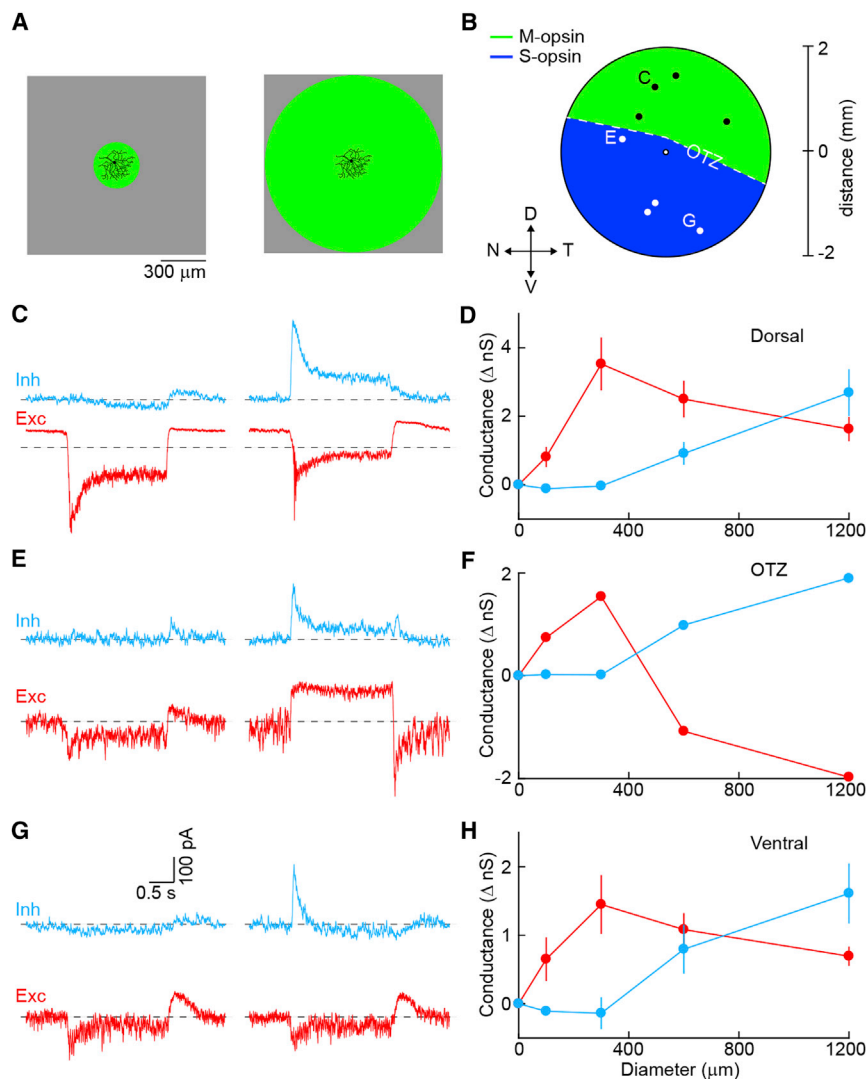 A
300 μm
B
M-opsin
S-opsin
C
E
OTZ
G
D
N T
V
2
0
-2
distance (mm)
C
Inh
Exc
D
Dorsal
Conductance (Δ nS)
4
2
0
0 400 800 1200
E
Inh
Exc
F
OTZ
Conductance (Δ nS)
2
0
-2
400 800 1200
G
100 pA
0.5 s
Inh
Exc
H
Ventral
Conductance (Δ nS)
2
1
0
0 400 800 1200
Diameter (μm)